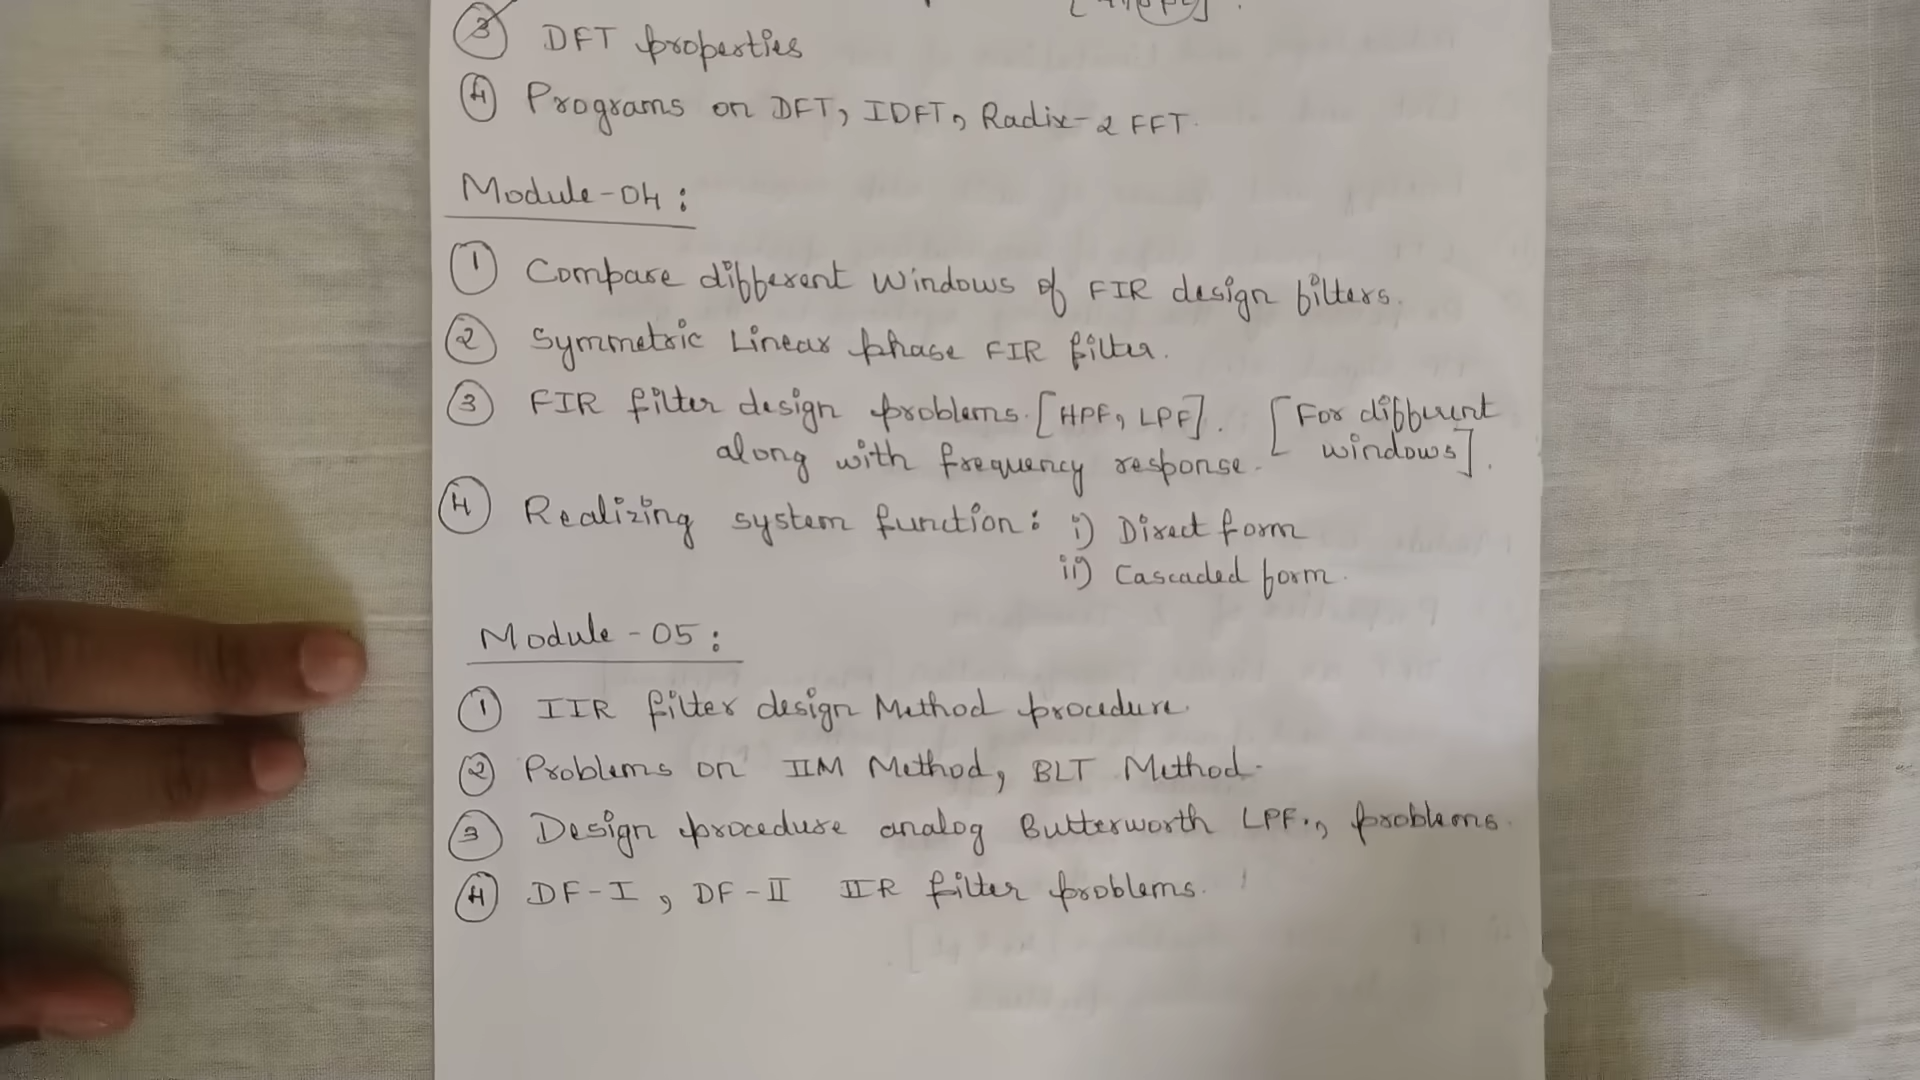 ③ DFT properties
④ Programs on DFT, IDFT, Radix-2 FFT.
Module-04:
① Compare different windows of FIR design filters.
② Symmetric Linear phase FIR filter.
③ FIR filter design problems. [HPF, LPF]. [For different
along with frequency response. windows].
④ Realizing system function: i) Direct form
ii) Cascaded form.
Module-05:
① IIR filter design Method procedure.
② Problems on IIM Method, BLT Method.
③ Design procedure analog Butterworth LPF., problems.
④ DF-I, DF-II IIR filter problems.